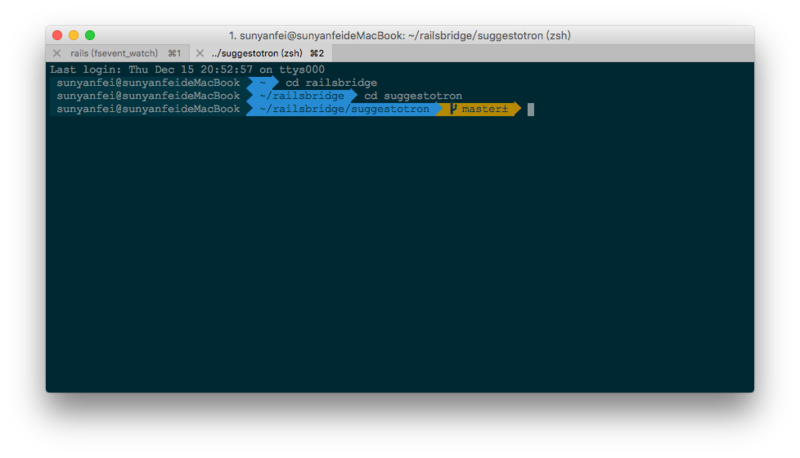 1. sunyanfei@sunyanfeideMacBook: ~/railsbridge/suggestotron (zsh)
rails (fsevent_watch) ⌘1 ../suggestotron (zsh) ⌘2
Last login: Thu Dec 15 20:52:57 on ttys000
sunyanfei@sunyanfeideMacBook ~ cd railsbridge
sunyanfei@sunyanfeideMacBook ~/railsbridge cd suggestotron
sunyanfei@sunyanfeideMacBook ~/railsbridge/suggestotron master±